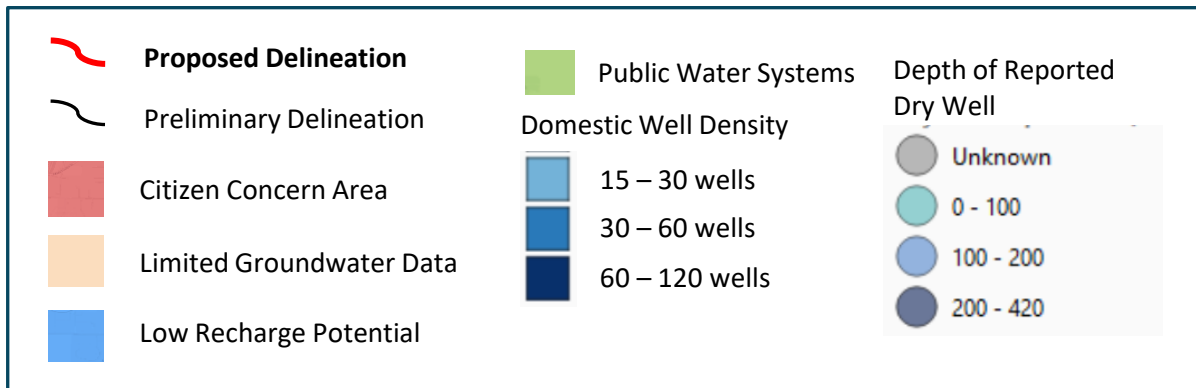 Proposed Delineation
Preliminary Delineation
Citizen Concern Area
Limited Groundwater Data
Low Recharge Potential
Public Water Systems
Domestic Well Density
15 – 30 wells
30 – 60 wells
60 – 120 wells
Depth of Reported
Dry Well
Unknown
0 - 100
100 - 200
200 - 420